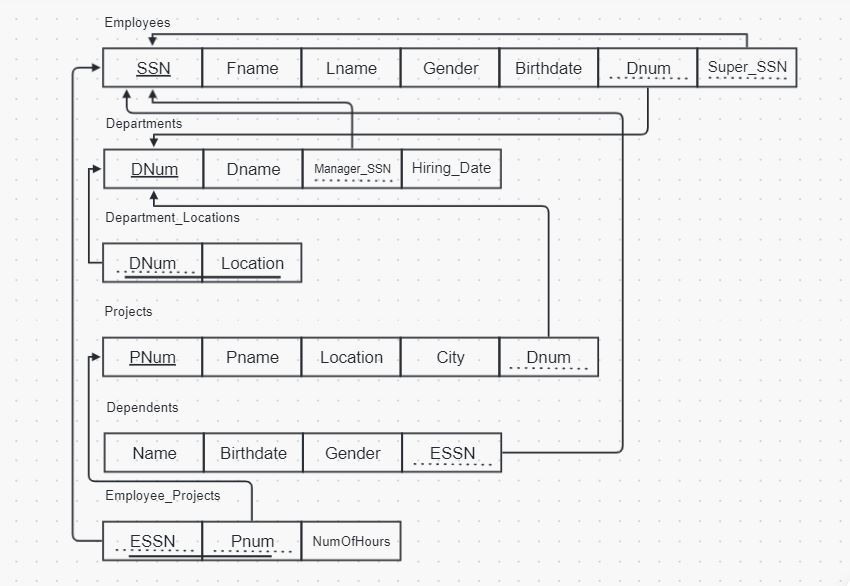 Employees
SSN Fname Lname Gender Birthdate Dnum Super_SSN
Departments
DNum Dname Manager_SSN Hiring_Date
Department_Locations
DNum Location
Projects
PNum Pname Location City Dnum
Dependents
Name Birthdate Gender ESSN
Employee_Projects
ESSN Pnum NumOfHours